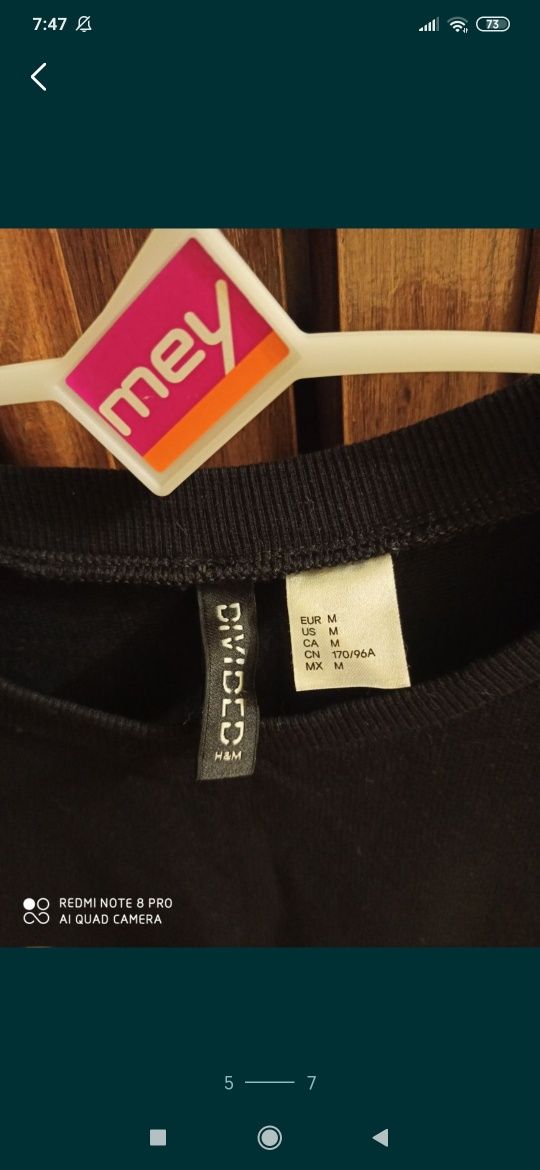 7:47
73
mey
EUR M
US M
CA M
CN 170/96A
MX M
DIVIDED
H&M
REDMI NOTE 8 PRO
AI QUAD CAMERA
5
7